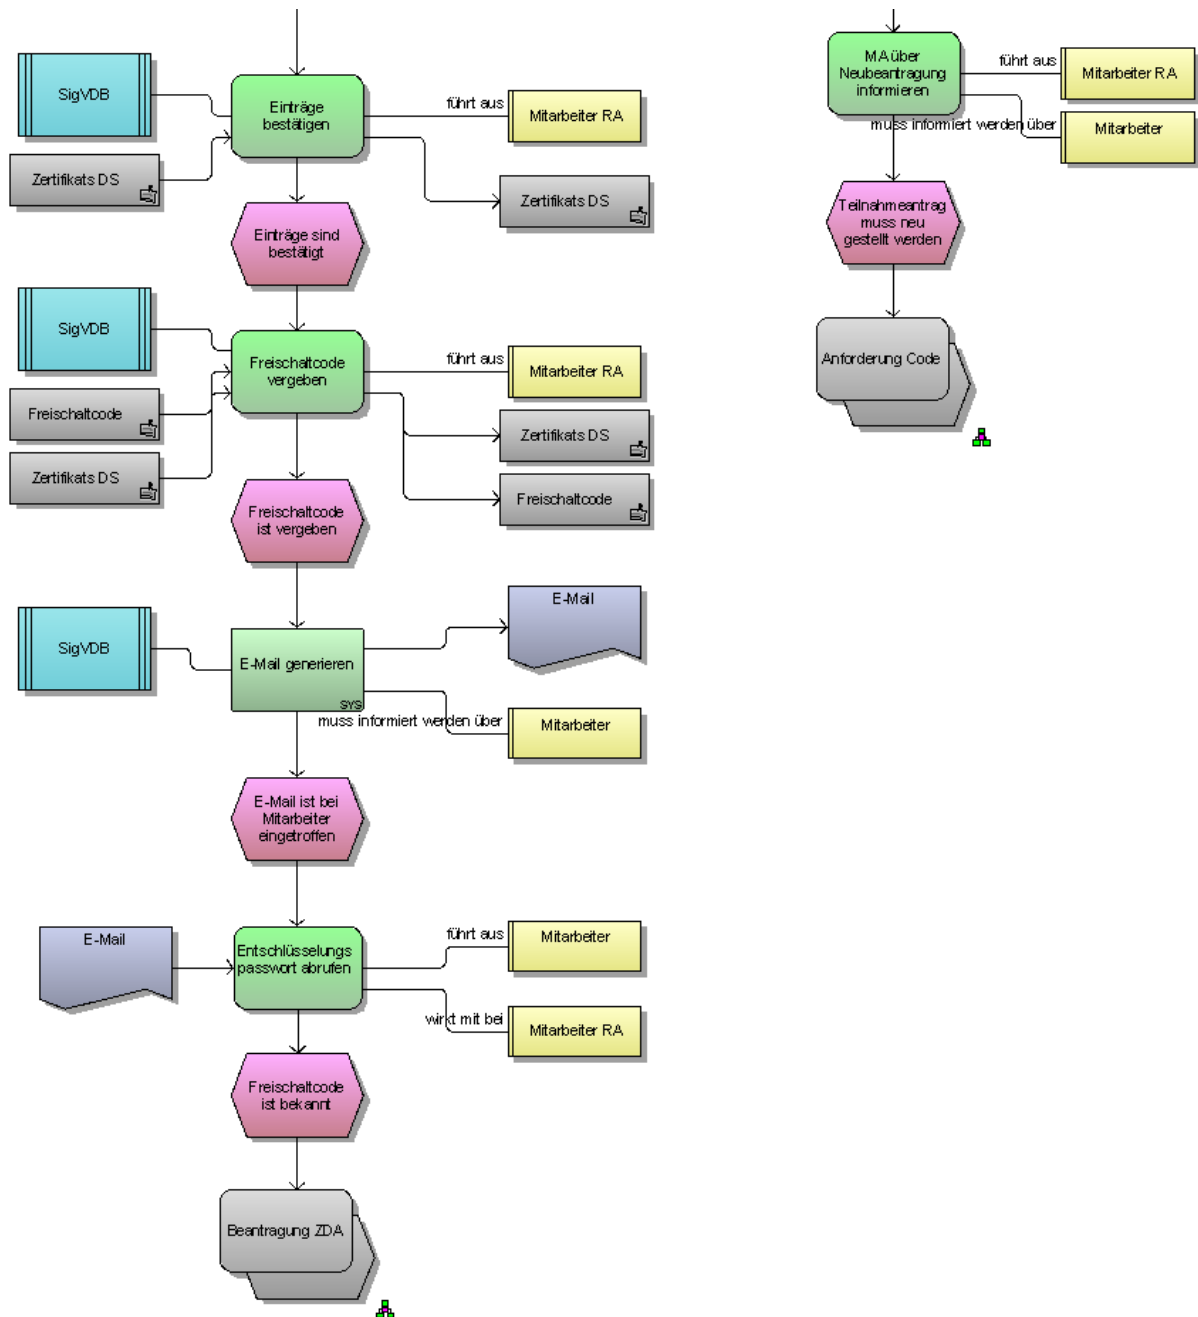 SigVDB
Einträge
bestätigen
führt aus
Mitarbeiter RA
Zertifikats DS
Zertifikats DS
Einträge sind
bestätigt
SigVDB
Freischaltcode
vergeben
führt aus
Mitarbeiter RA
Freischaltcode
Zertifikats DS
Zertifikats DS
Freischaltcode
Freischaltcode
ist vergeben
E-Mail
SigVDB
E-Mail generieren
SYS
muss informiert werden über
Mitarbeiter
E-Mail ist bei
Mitarbeiter
eingetroffen
E-Mail
Entschlüsselungs
passwort abrufen
führt aus
Mitarbeiter
wirkt mit bei
Mitarbeiter RA
Freischaltcode
ist bekannt
Beantragung ZDA
MA über
Neubeantragung
informieren
führt aus
Mitarbeiter RA
muss informiert werden über
Mitarbeiter
Teilnahmeantrag
muss neu
gestellt werden
Anforderung Code